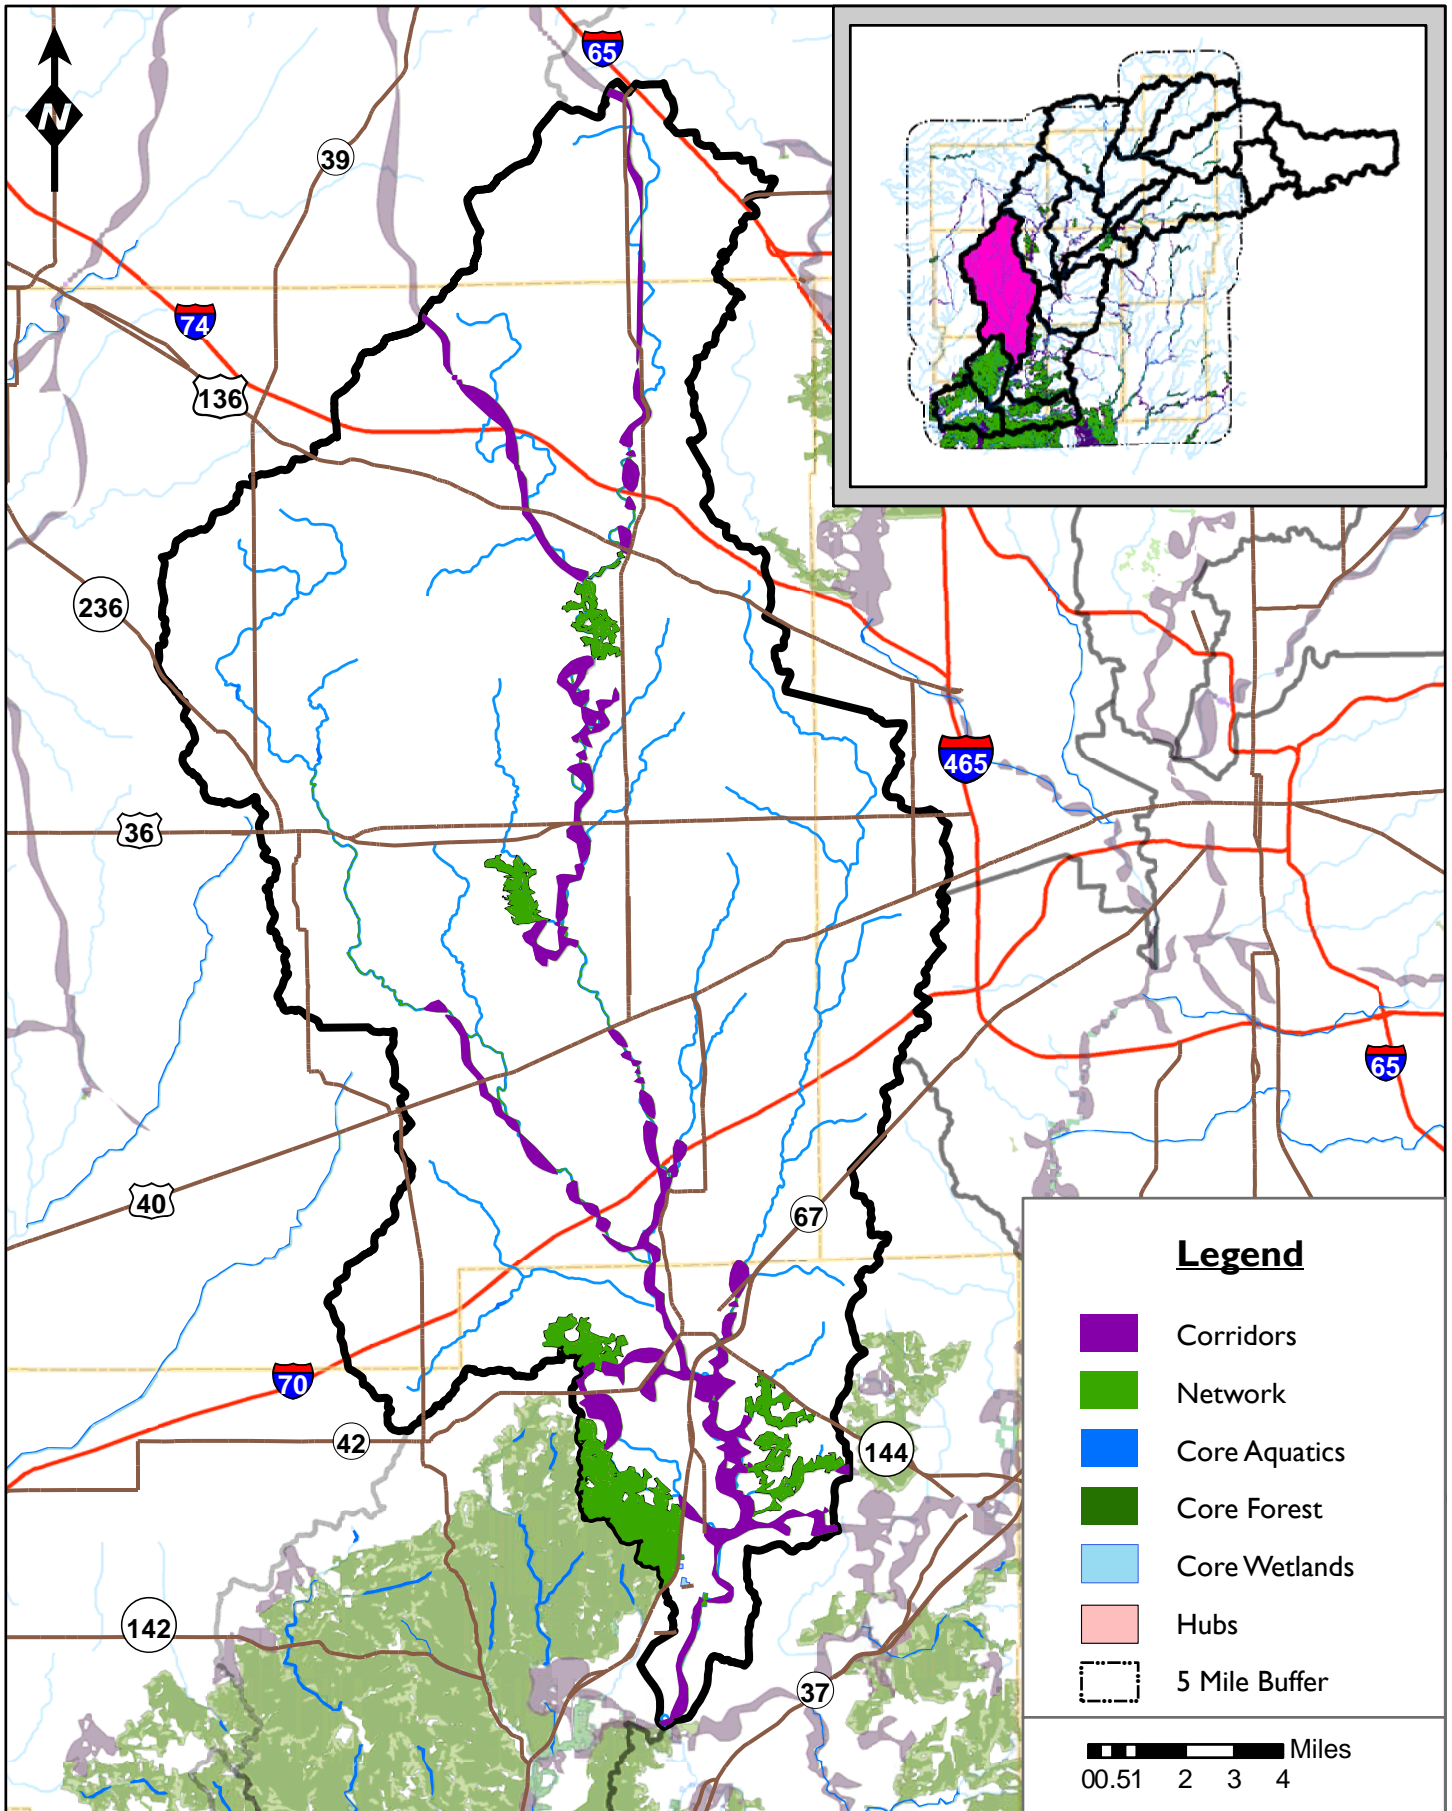 N
65
39
74
136
236
465
36
65
40
67
70
42
144
142
37
Legend
Corridors
Network
Core Aquatics
Core Forest
Core Wetlands
Hubs
5 Mile Buffer
Miles
00.51 2 3 4